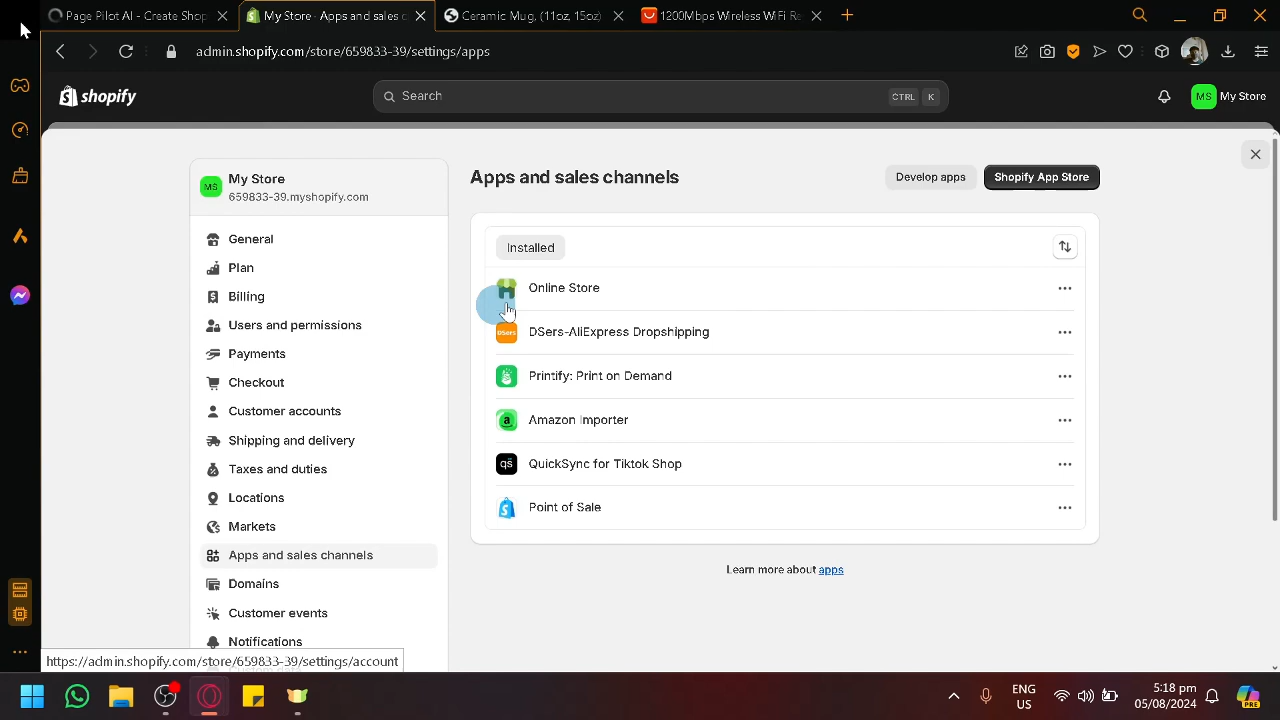 Page Pilot AI - Create Shop
My Store - Apps and sales c
Ceramic Mug, (11oz, 15oz)
1200Mbps Wireless WiFi Re
admin.shopify.com/store/659833-39/settings/apps
shopify
Search
CTRL
K
MS
My Store
MS
My Store
659833-39.myshopify.com
General
Plan
Billing
Users and permissions
Payments
Checkout
Customer accounts
Shipping and delivery
Taxes and duties
Locations
Markets
Apps and sales channels
Domains
Customer events
Notifications
Apps and sales channels
Develop apps
Shopify App Store
Installed
Online Store
DSers
DSers-AliExpress Dropshipping
Printify: Print on Demand
a
Amazon Importer
qs
QuickSync for Tiktok Shop
Point of Sale
Learn more about apps
https://admin.shopify.com/store/659833-39/settings/account
ENG
US
5:18 pm
05/08/2024
PRE